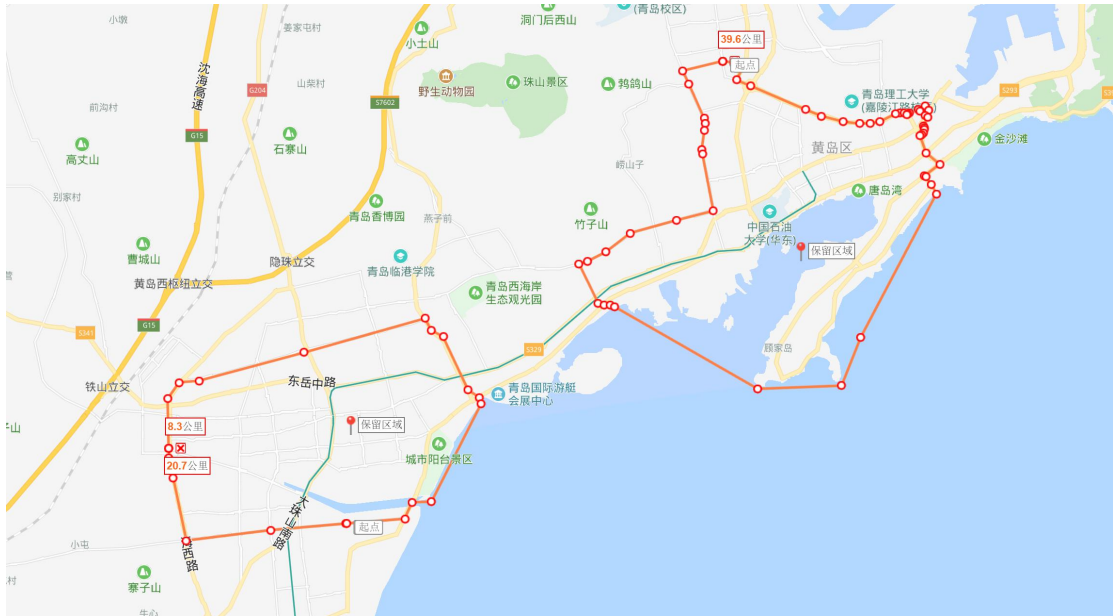 小墩
姜家屯村
沈海高速
小土山
洞门后西山
(青岛校区)
39.6公里
起点
G204
山柴村
野生动物园
珠山景区
鹁鸽山
S7602
前沟村
青岛理工大学
(嘉陵江路校区)
S293
高丈山
G15
石寨山
黄岛区
金沙滩
崂山子
别家村
青岛香博园
燕子前
竹子山
唐岛湾
中国石油
大学(华东)
保留区域
曹城山
隐珠立交
青岛临港学院
黄岛西枢纽立交
青岛西海岸
生态观光园
G15
S341
S329
顾家岛
铁山立交
东岳中路
青岛国际游艇
会展中心
8.3公里
保留区域
20.7公里
城市阳台景区
大珠山南路
起点
小屯
西路
寨子山
牛心